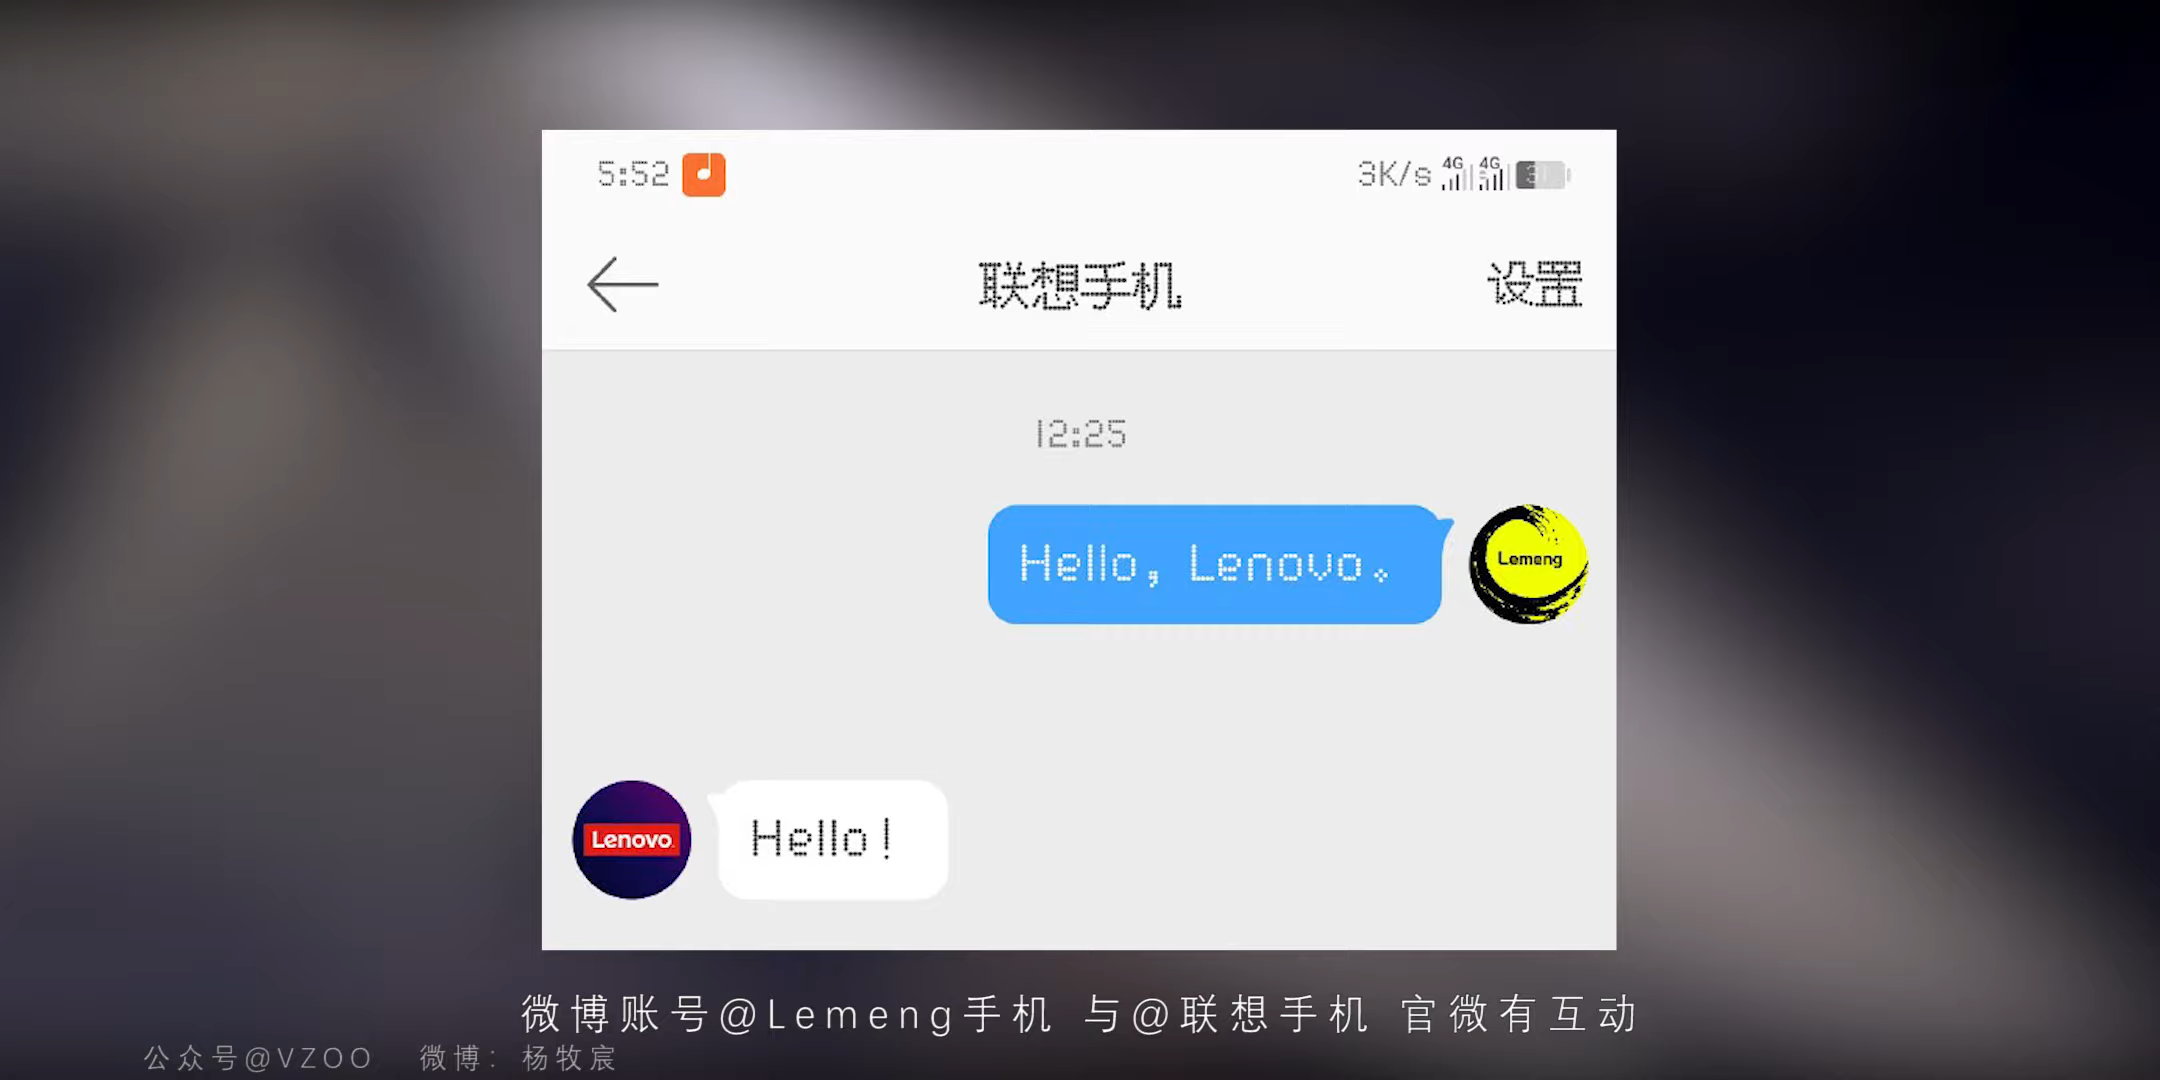 5:52 3K/s 4G 4G
联想手机 设置
12:25
Hello, Lenovo。
Lemeng
Lenovo
Hello!
微博账号@Lemeng手机 与@联想手机 官微有互动
公众号@VZOO 微博：杨牧宸